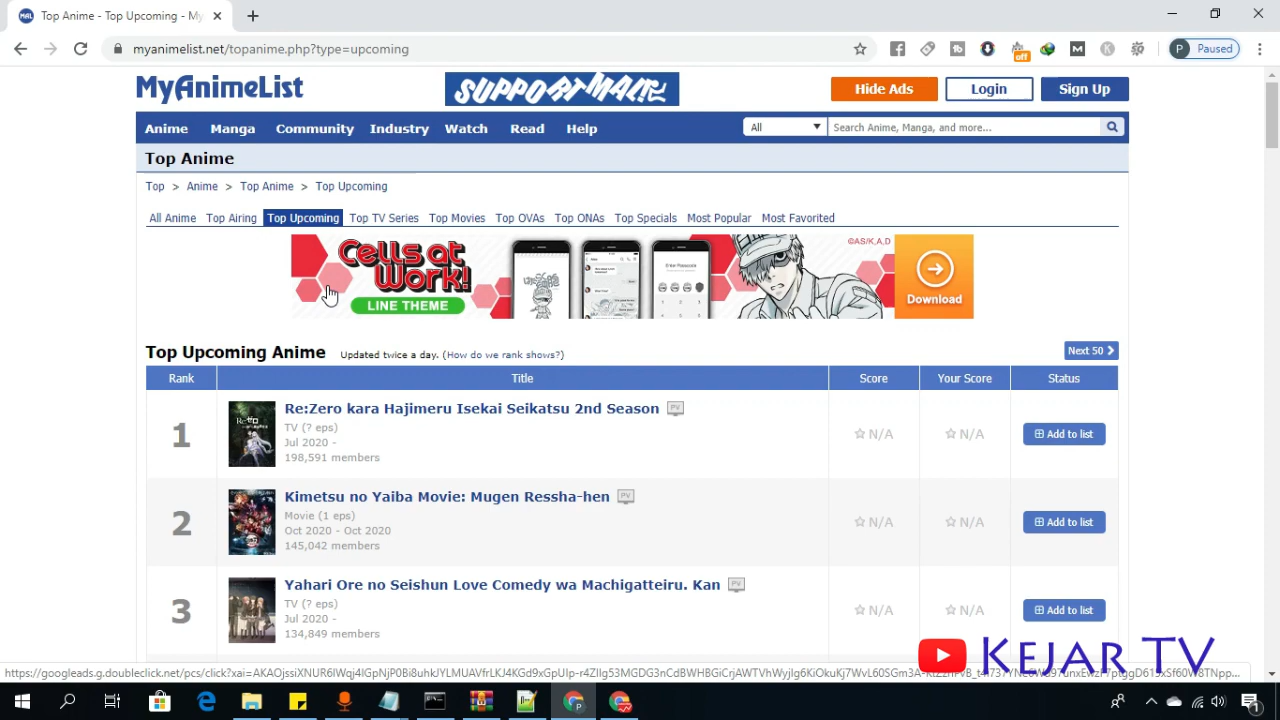 Top Anime - Top Upcoming - My
myanimelist.net/topanime.php?type=upcoming
off
P Paused
MyAnimelist
SUPPORT MAL
Hide Ads
Login
Sign Up
Anime Manga Community Industry Watch Read Help
All
Search Anime, Manga, and more...
Top Anime
Top > Anime > Top Anime > Top Upcoming
All Anime Top Airing Top Upcoming Top TV Series Top Movies Top OVAs Top ONAs Top Specials Most Popular Most Favorited
Cells at Work!
LINE THEME
©AS/K,A,D
Download
Top Upcoming Anime Updated twice a day. (How do we rank shows?)
Next 50
Rank Title Score Your Score Status
1
Re:Zero kara Hajimeru Isekai Seikatsu 2nd Season PV
TV (? eps)
Jul 2020 -
198,591 members
N/A N/A Add to list
2
Kimetsu no Yaiba Movie: Mugen Ressha-hen PV
Movie (1 eps)
Oct 2020 - Oct 2020
145,042 members
N/A N/A Add to list
3
Yahari Ore no Seishun Love Comedy wa Machigatteiru. Kan PV
TV (? eps)
Jul 2020 -
134,849 members
N/A N/A Add to list
KEJAR TV